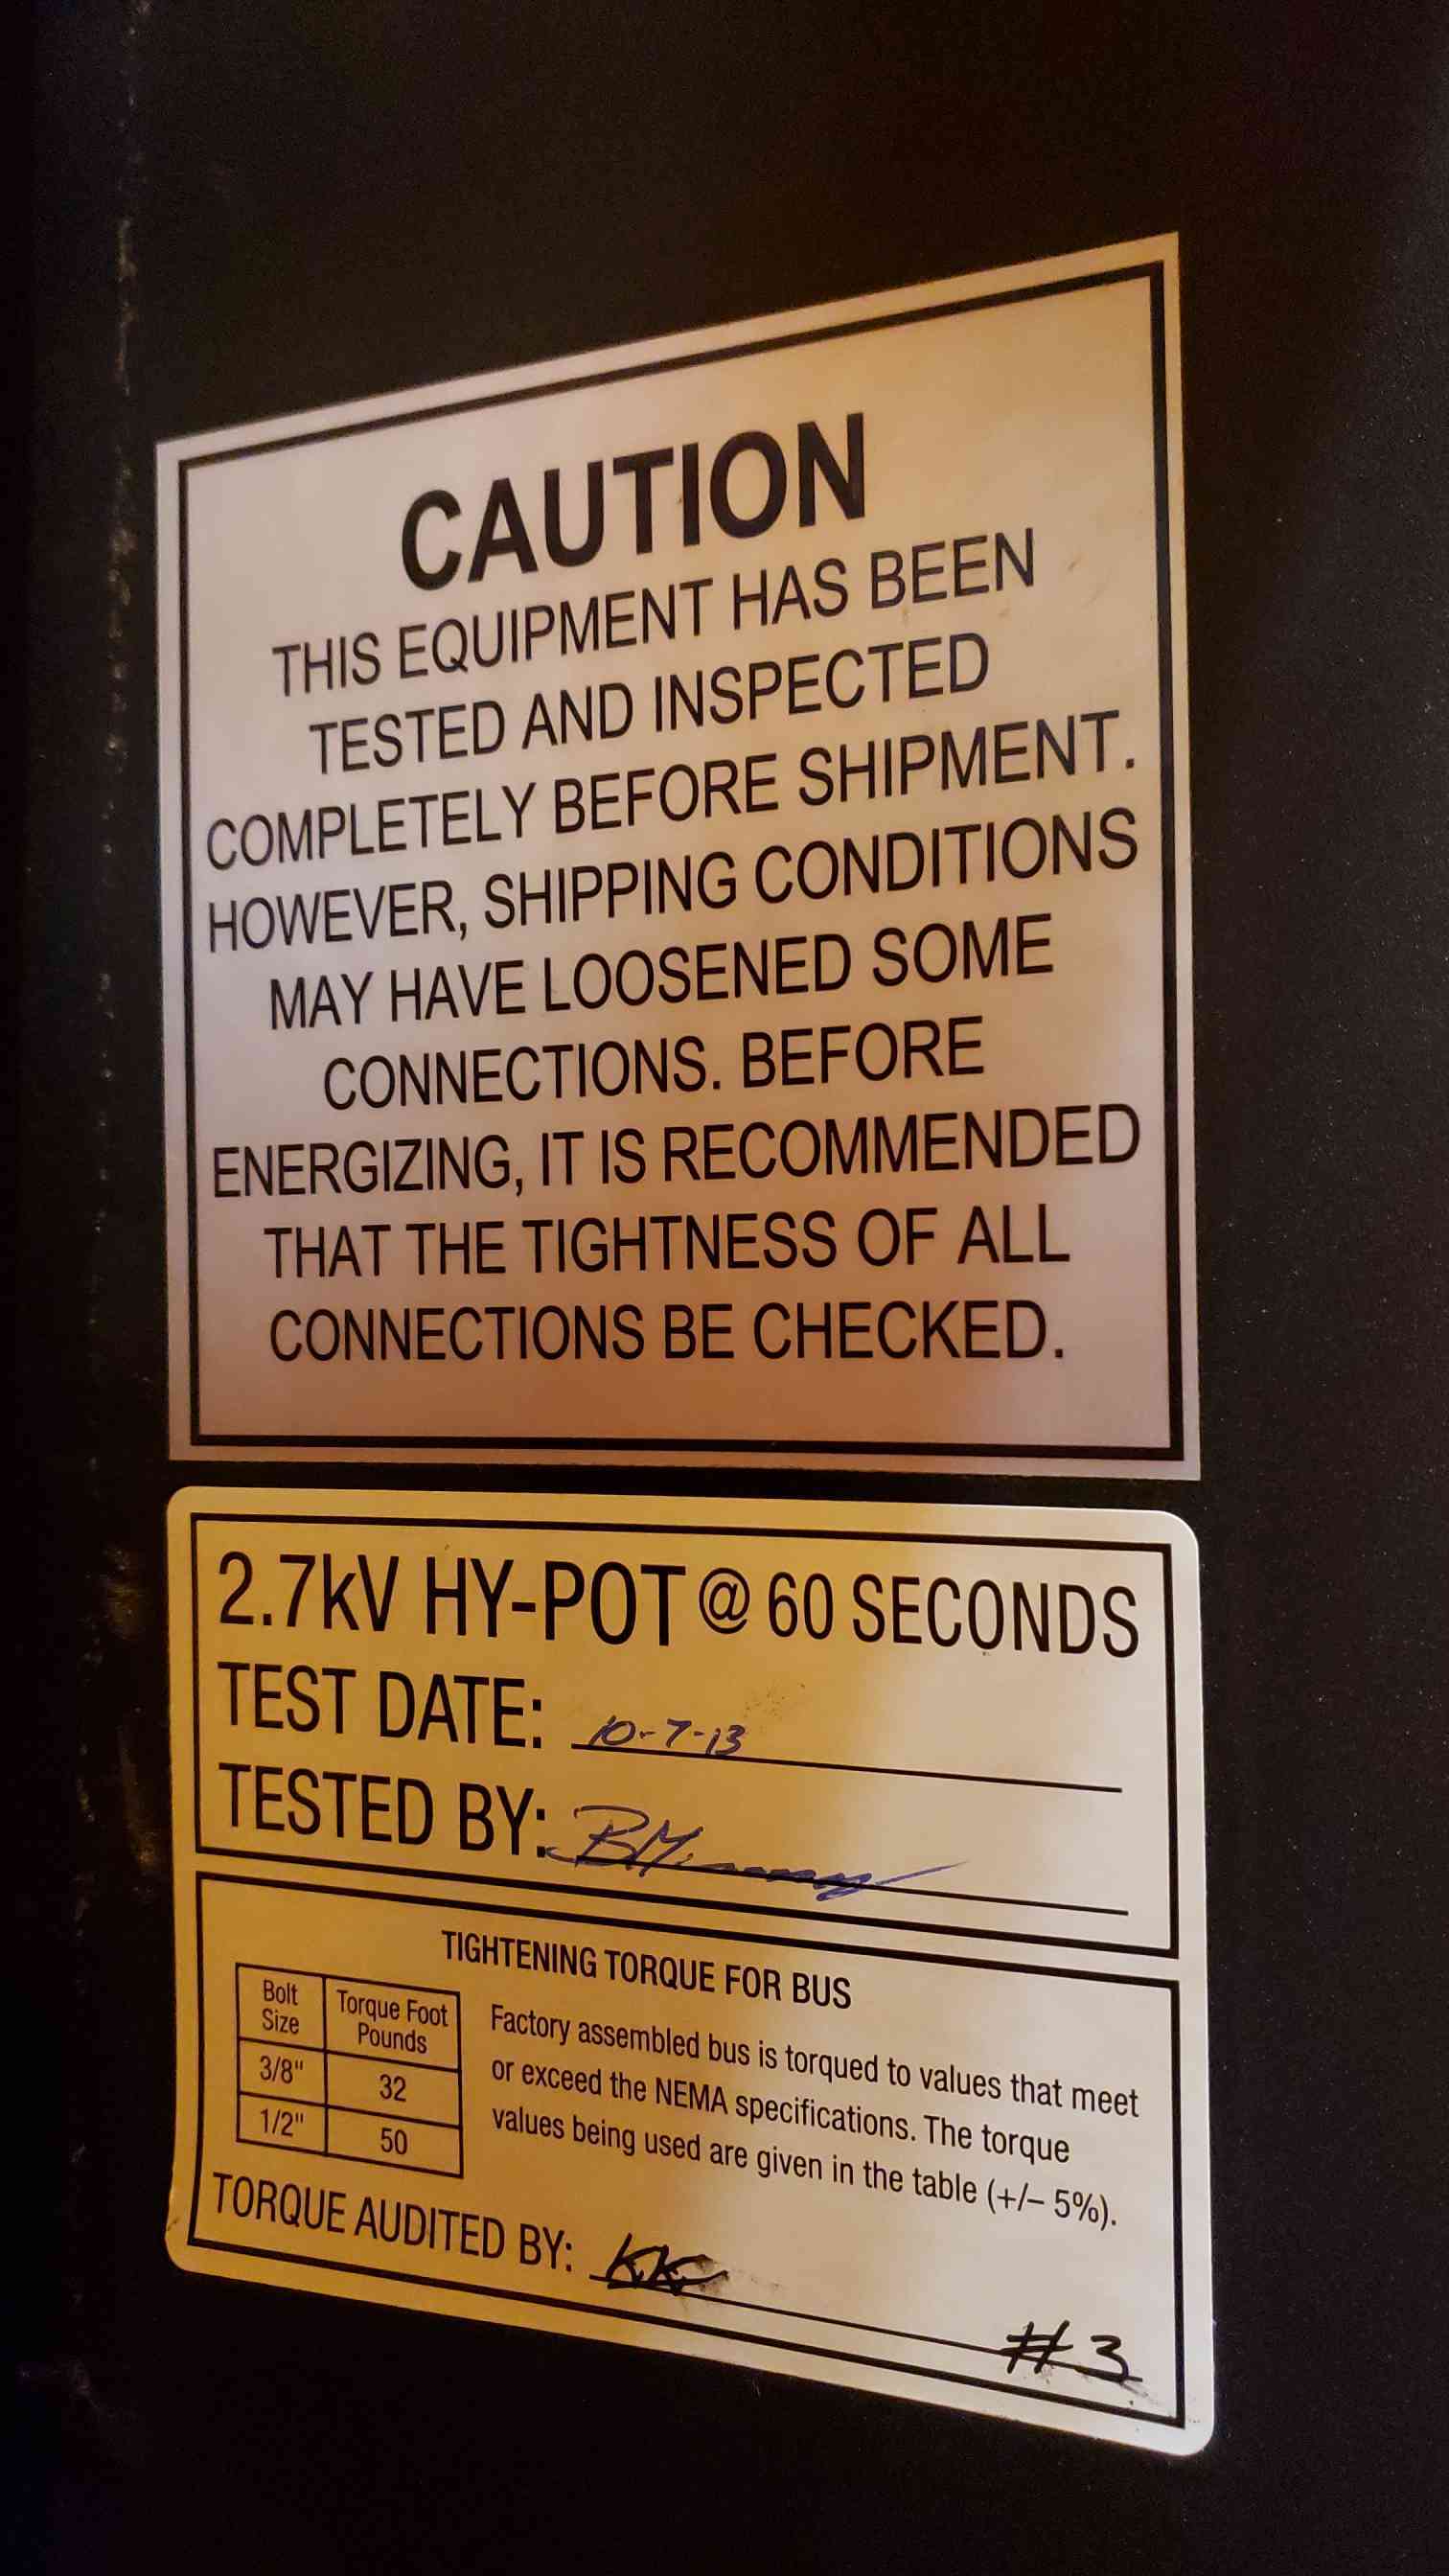 CAUTION
THIS EQUIPMENT HAS BEEN
TESTED AND INSPECTED
COMPLETELY BEFORE SHIPMENT.
HOWEVER, SHIPPING CONDITIONS
MAY HAVE LOOSENED SOME
CONNECTIONS. BEFORE
ENERGIZING, IT IS RECOMMENDED
THAT THE TIGHTNESS OF ALL
CONNECTIONS BE CHECKED.
2.7kV HY-POT @ 60 SECONDS
TEST DATE: 10-7-13
TESTED BY:
TIGHTENING TORQUE FOR BUS
Bolt Size Torque Foot Pounds
3/8" 32
1/2" 50
Factory assembled bus is torqued to values that meet
or exceed the NEMA specifications. The torque
values being used are given in the table (+/– 5%).
TORQUE AUDITED BY: KK
#3